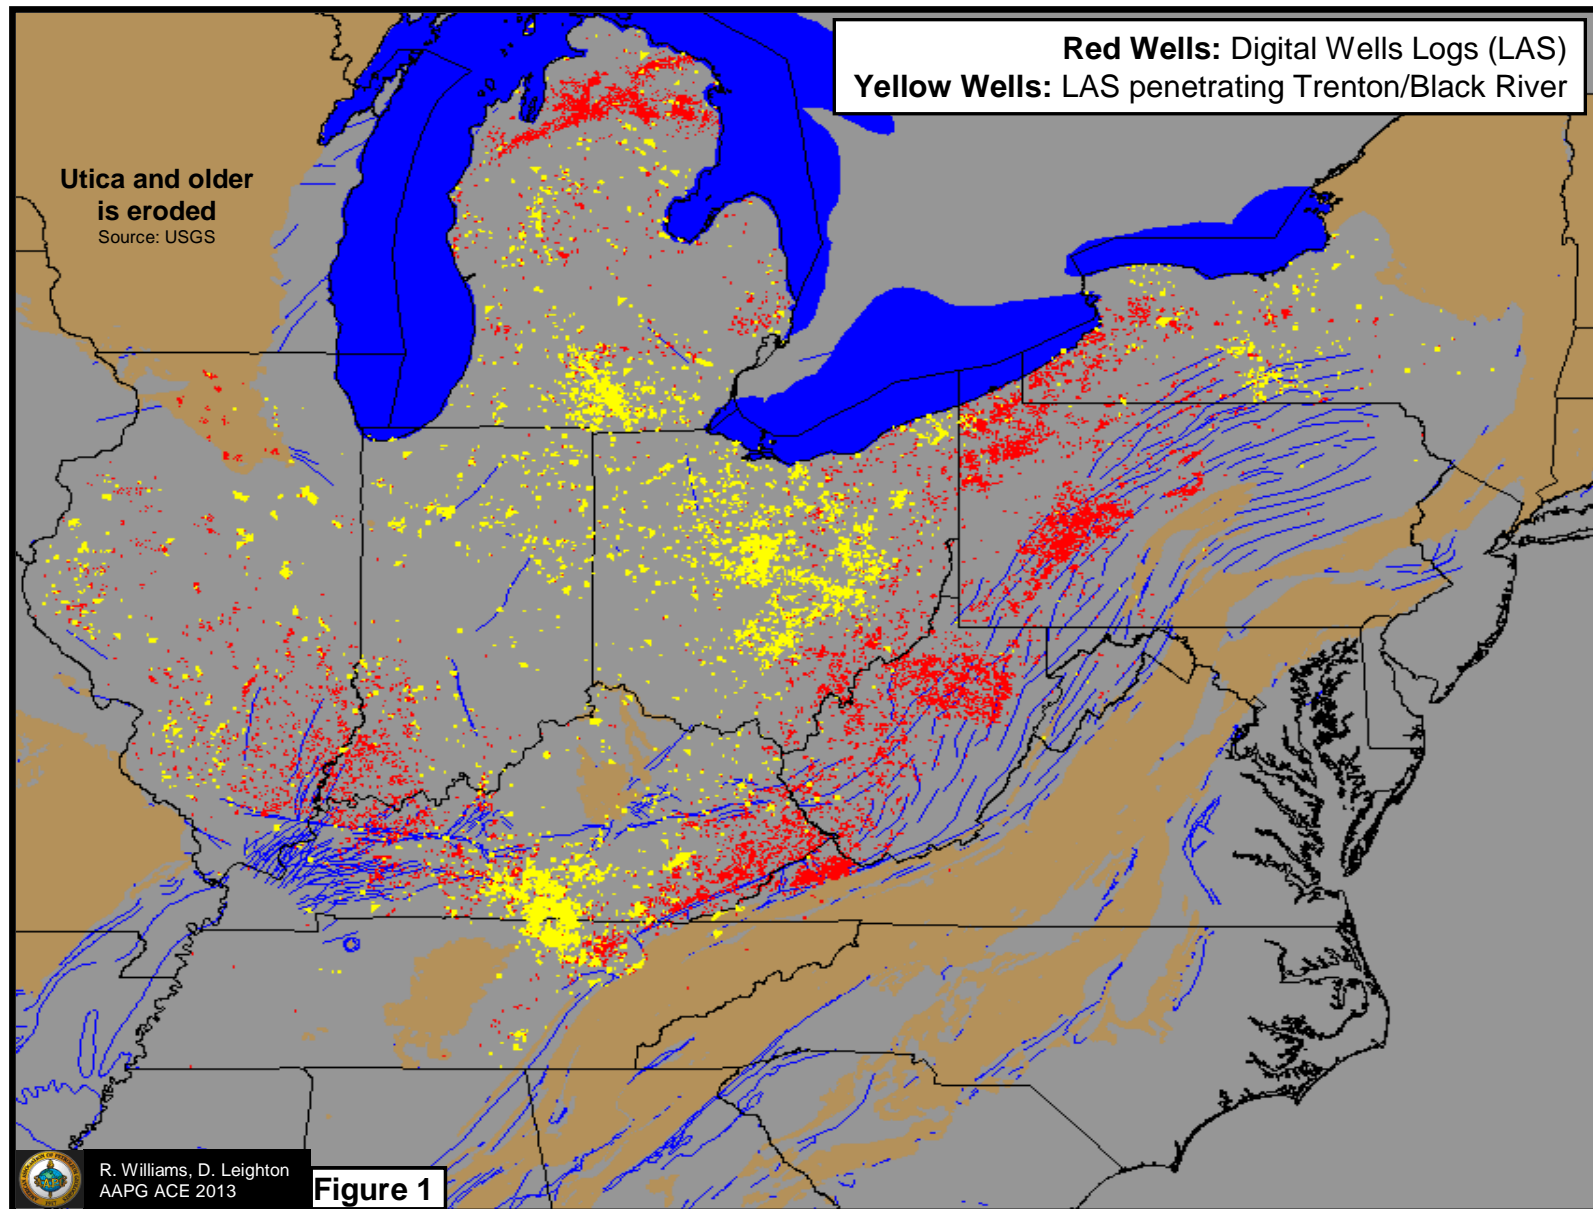 Red Wells: Digital Wells Logs (LAS)
Yellow Wells: LAS penetrating Trenton/Black River
Utica and older
is eroded
Source: USGS
R. Williams, D. Leighton
AAPG ACE 2013
Figure 1